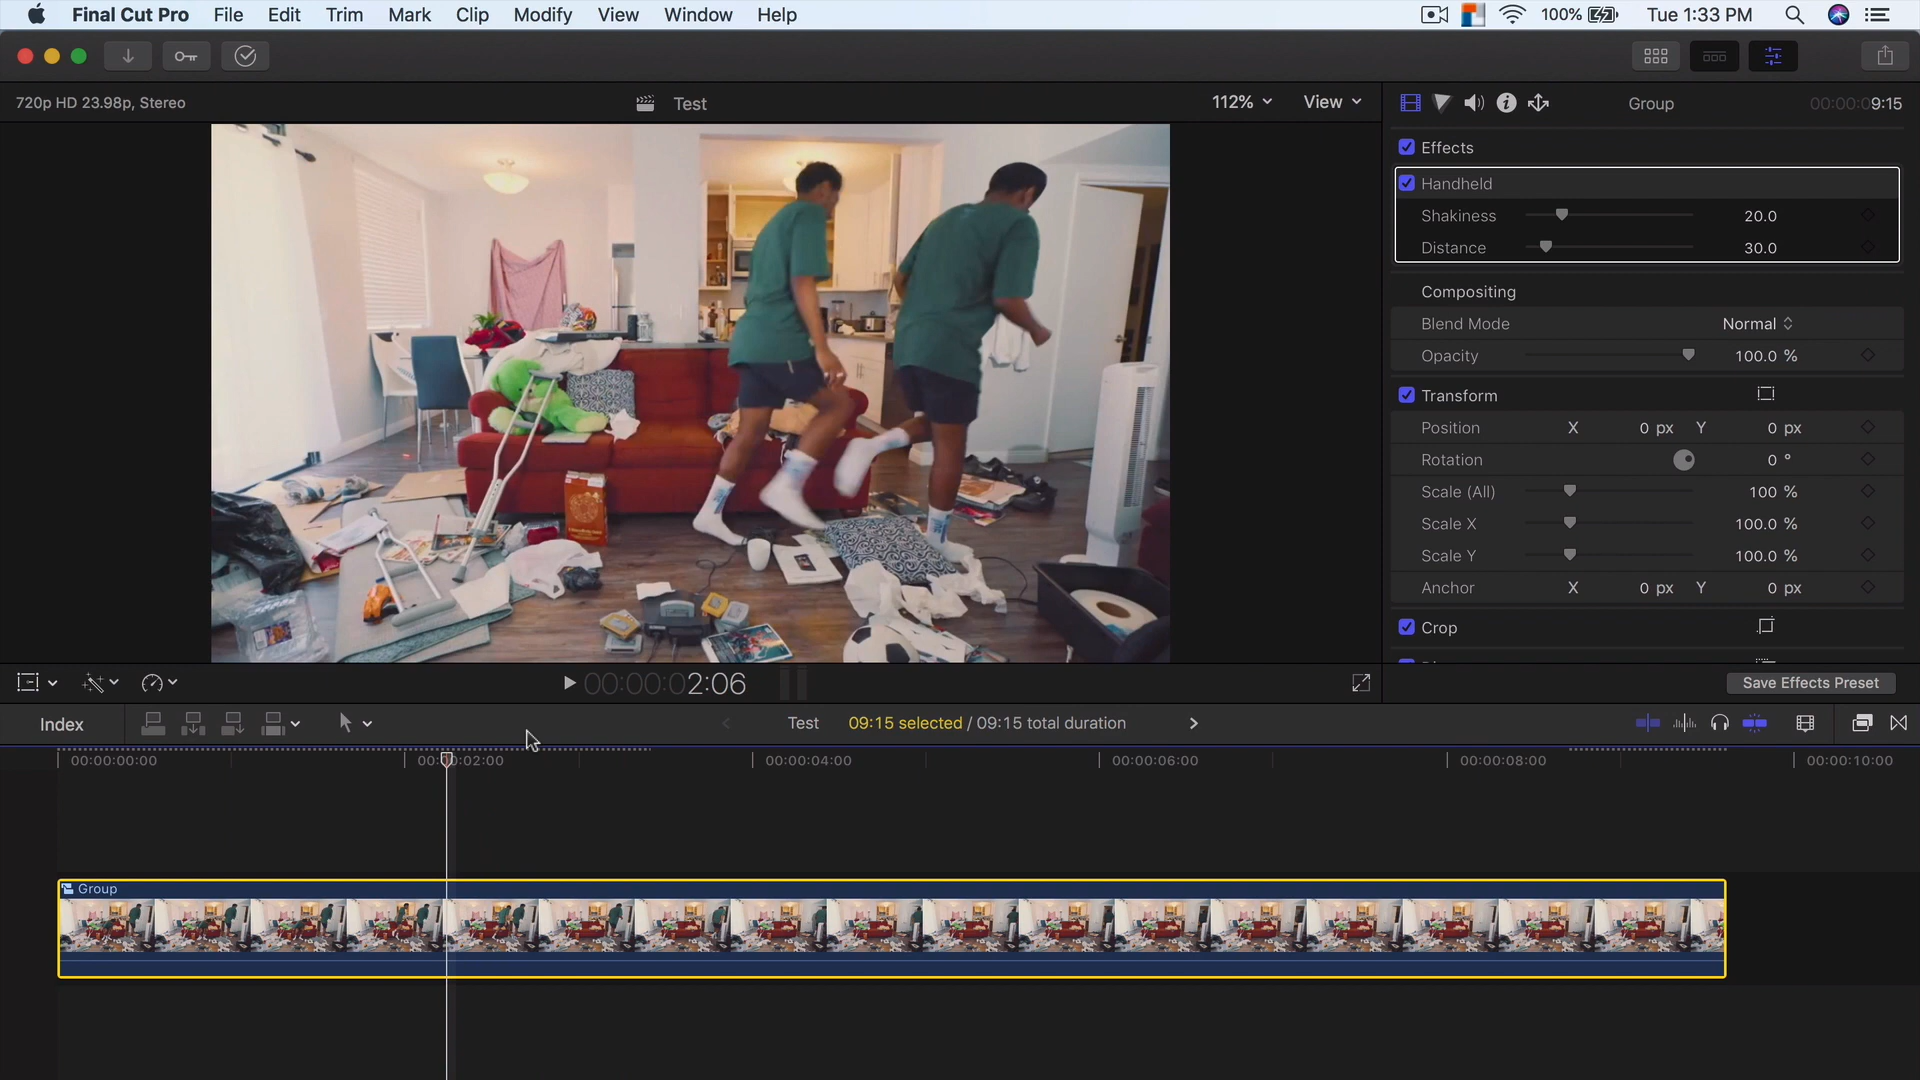 Final Cut Pro File Edit Trim Mark Clip Modify View Window Help 100% Tue 1:33 PM
720p HD 23.98p, Stereo Test 112% View Group 00:00:09:15
Effects
Handheld
Shakiness 20.0
Distance 30.0
Compositing
Blend Mode Normal
Opacity 100.0 %
Transform
Position X 0 px Y 0 px
Rotation 0 °
Scale (All) 100 %
Scale X 100.0 %
Scale Y 100.0 %
Anchor X 0 px Y 0 px
Crop
00:00:02:06 Save Effects Preset
Index Test 09:15 selected / 09:15 total duration
00:00:00:00 00:00:02:00 00:00:04:00 00:00:06:00 00:00:08:00 00:00:10:00
Group